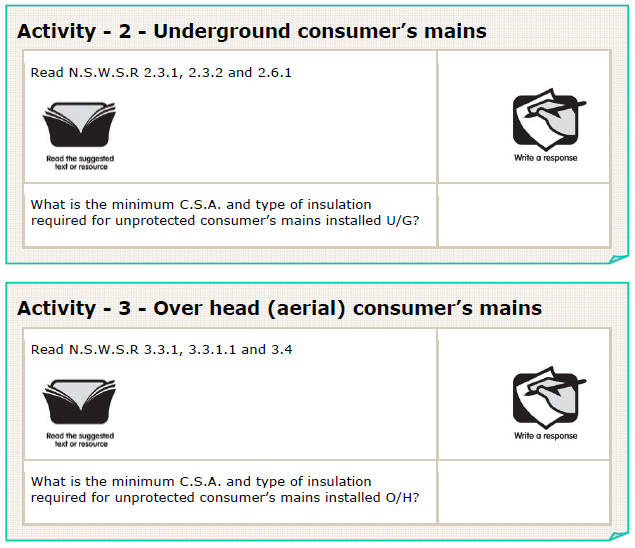 Activity - 2 - Underground consumer’s mains
Read N.S.W.S.R 2.3.1, 2.3.2 and 2.6.1
Read the suggested
text or resource
Write a response
What is the minimum C.S.A. and type of insulation
required for unprotected consumer’s mains installed U/G?
Activity - 3 - Over head (aerial) consumer’s mains
Read N.S.W.S.R 3.3.1, 3.3.1.1 and 3.4
Read the suggested
text or resource
Write a response
What is the minimum C.S.A. and type of insulation
required for unprotected consumer’s mains installed O/H?